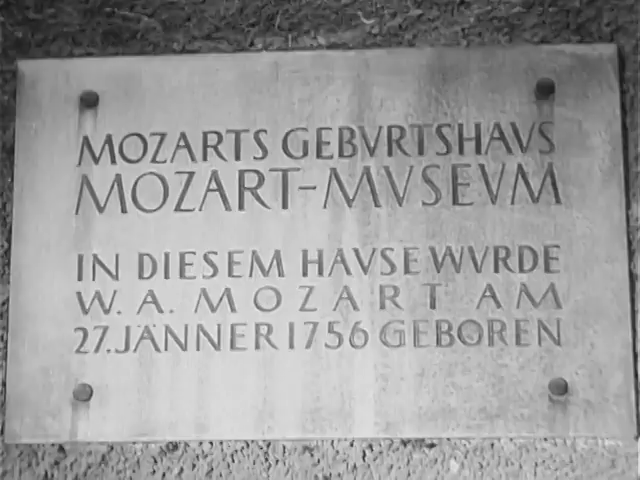 MOZARTS GEBVRTSHAVS
MOZART-MVSEVM
IN DIESEM HAVSE WVRDE
W. A. MOZART AM
27. JÄNNER 1756 GEBOREN